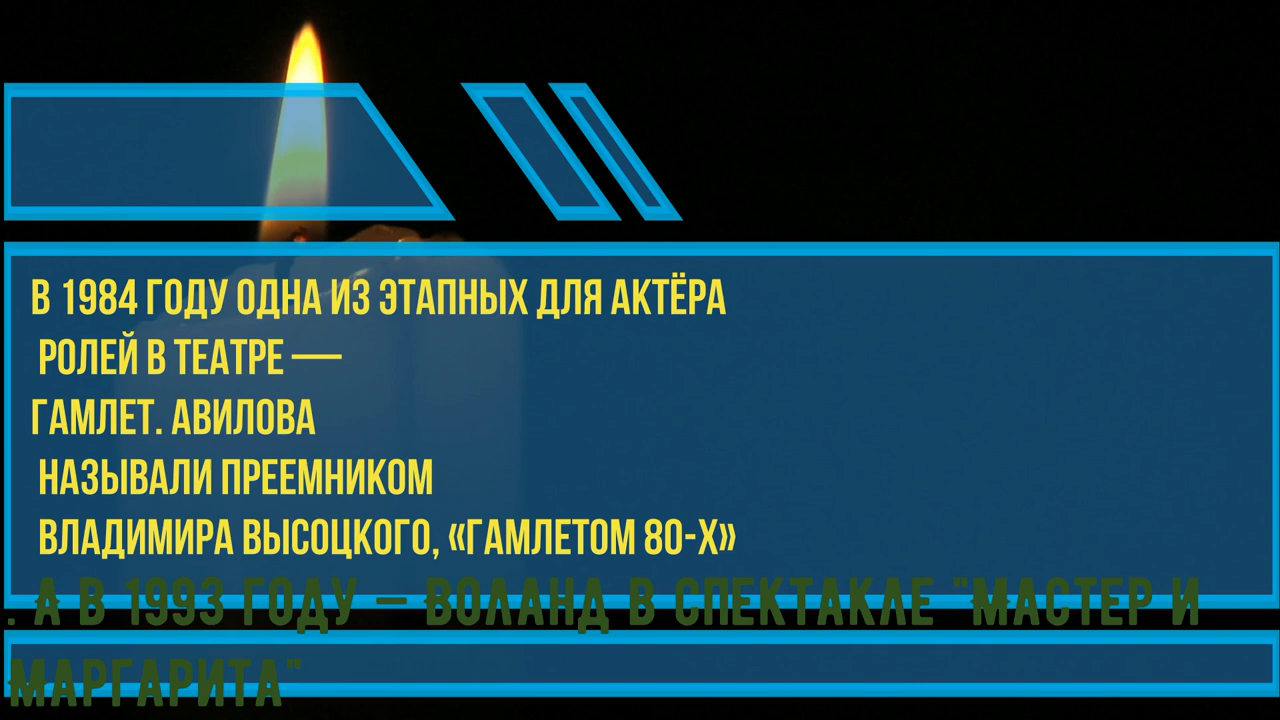 В 1984 ГОДУ ОДНА ИЗ ЭТАПНЫХ ДЛЯ АКТЁРА
РОЛЕЙ В ТЕАТРЕ —
ГАМЛЕТ. АВИЛОВА
НАЗЫВАЛИ ПРЕЕМНИКОМ
ВЛАДИМИРА ВЫСОЦКОГО, «ГАМЛЕТОМ 80-Х»
. А В 1993 ГОДУ — ВОЛАНД В СПЕКТАКЛЕ "МАСТЕР И
МАРГАРИТА"